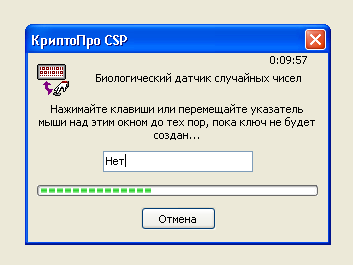 КриптоПро CSP
0:09:57
Биологический датчик случайных чисел
Нажимайте клавиши или перемещайте указатель
мыши над этим окном до тех пор, пока ключ не будет
создан...
Нет
Отмена